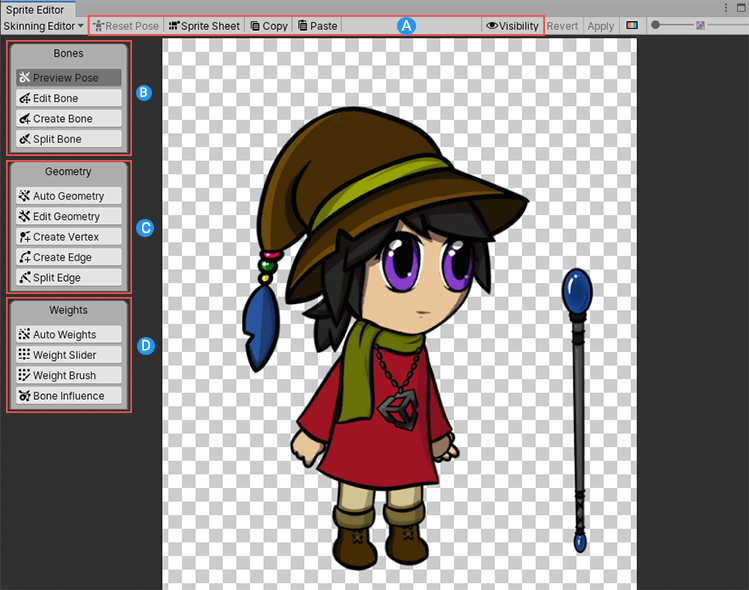 Sprite Editor
Skinning Editor Reset Pose Sprite Sheet Copy Paste A Visibility Revert Apply
Bones
Preview Pose
B
Edit Bone
Create Bone
Split Bone
Geometry
Auto Geometry
Edit Geometry
C
Create Vertex
Create Edge
Split Edge
Weights
Auto Weights
D
Weight Slider
Weight Brush
Bone Influence